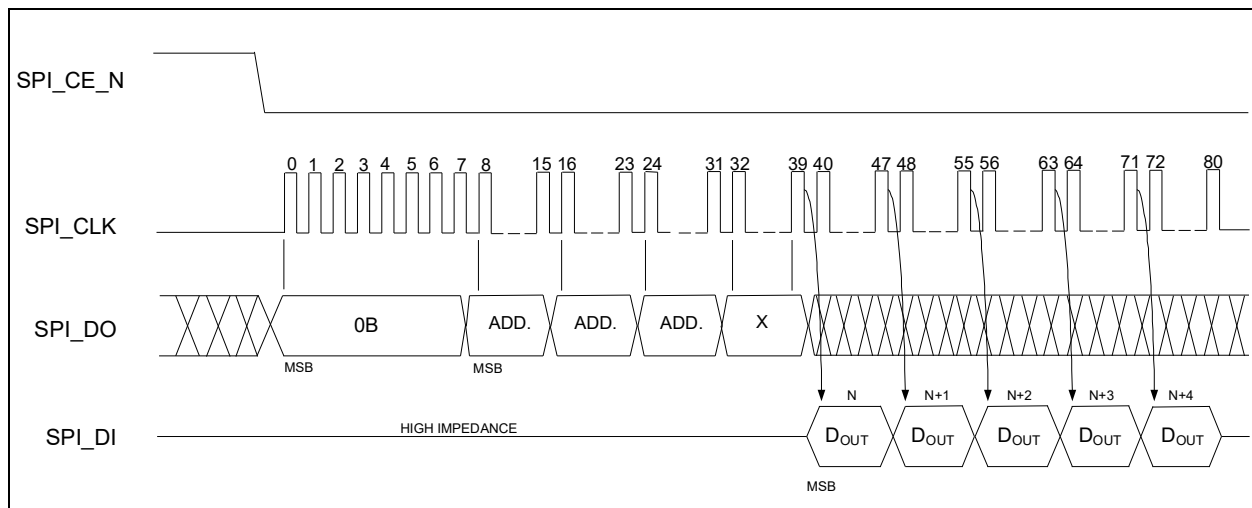 SPI_CE_N
0 1 2 3 4 5 6 7 8 15 16 23 24 31 32 39 40 47 48 55 56 63 64 71 72 80
SPI_CLK
SPI_DO
0B ADD. ADD. ADD. X
MSB MSB
N N+1 N+2 N+3 N+4
SPI_DI
HIGH IMPEDANCE
DOUT DOUT DOUT DOUT DOUT
MSB